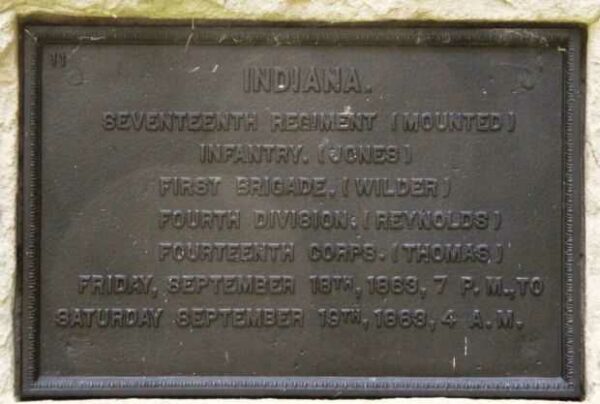 11
INDIANA.
SEVENTEENTH REGIMENT (MOUNTED)
INFANTRY. (JONES)
FIRST BRIGADE. (WILDER)
FOURTH DIVISION. (REYNOLDS)
FOURTEENTH CORPS. (THOMAS)
FRIDAY, SEPTEMBER 18TH, 1863, 7 P.M., TO
SATURDAY SEPTEMBER 19TH, 1863, 4 A.M.